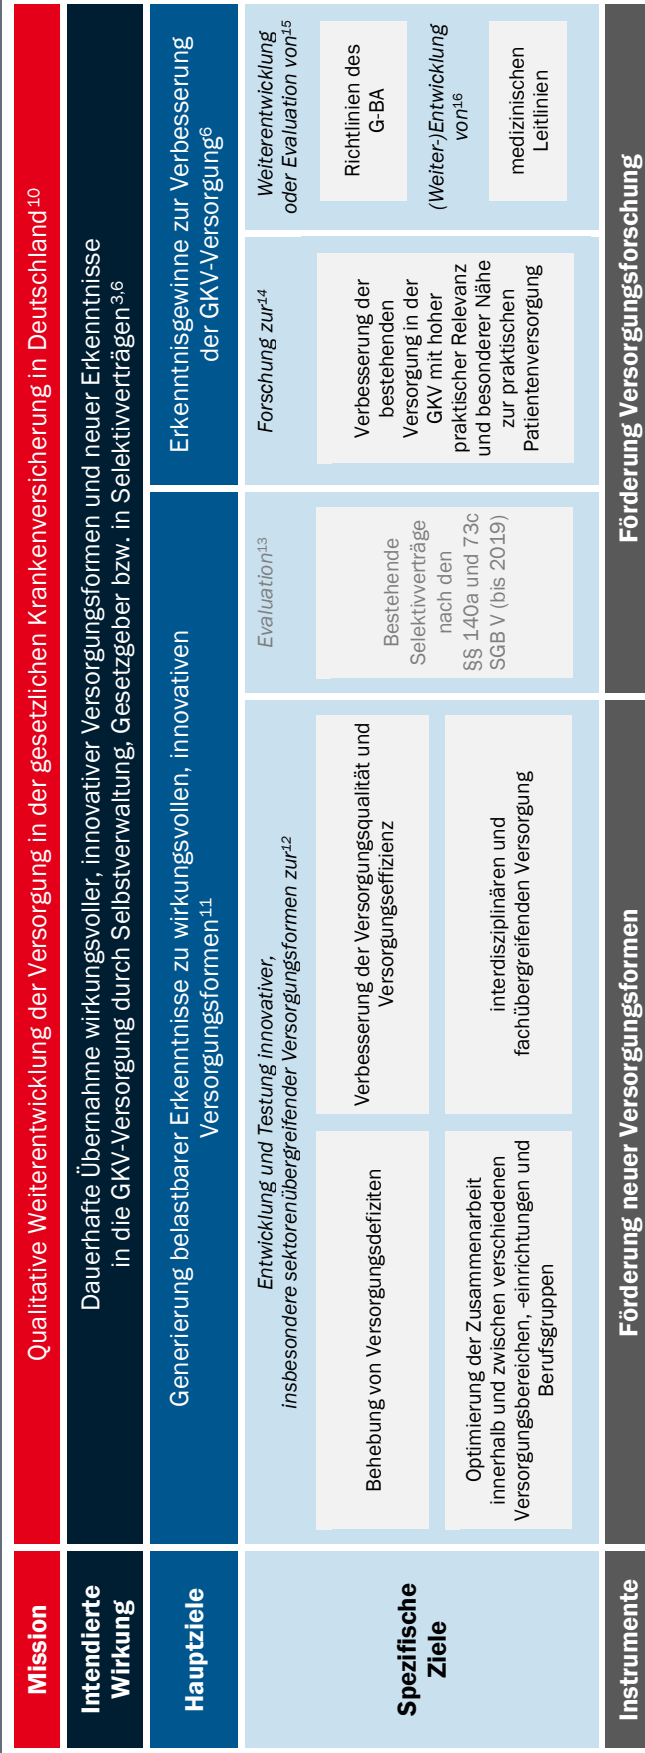 Mission
Qualitative Weiterentwicklung der Versorgung in der gesetzlichen Krankenversicherung in Deutschland¹⁰
Intendierte
Wirkung
Dauerhafte Übernahme wirkungsvoller, innovativer Versorgungsformen und neuer Erkenntnisse
in die GKV-Versorgung durch Selbstverwaltung, Gesetzgeber bzw. in Selektivverträgen³,⁶
Hauptziele
Generierung belastbarer Erkenntnisse zu wirkungsvollen, innovativen
Versorgungsformen¹¹
Erkenntnisgewinne zur Verbesserung
der GKV-Versorgung⁶
Spezifische
Ziele
Entwicklung und Testung innovativer,
insbesondere sektorenübergreifender Versorgungsformen zur¹²
Behebung von Versorgungsdefiziten
Verbesserung der Versorgungsqualität und
Versorgungseffizienz
Optimierung der Zusammenarbeit
innerhalb und zwischen verschiedenen
Versorgungsbereichen, -einrichtungen und
Berufsgruppen
interdisziplinären und
fachübergreifenden Versorgung
Evaluation¹³
Bestehende
Selektivverträge
nach den
§§ 140a und 73c
SGB V (bis 2019)
Forschung zur¹⁴
Verbesserung der
bestehenden
Versorgung in der
GKV mit hoher
praktischer Relevanz
und besonderer Nähe
zur praktischen
Patientenversorgung
Weiterentwicklung
oder Evaluation von¹⁵
Richtlinien des
G-BA
(Weiter-)Entwicklung
von¹⁶
medizinischen
Leitlinien
Instrumente
Förderung neuer Versorgungsformen
Förderung Versorgungsforschung